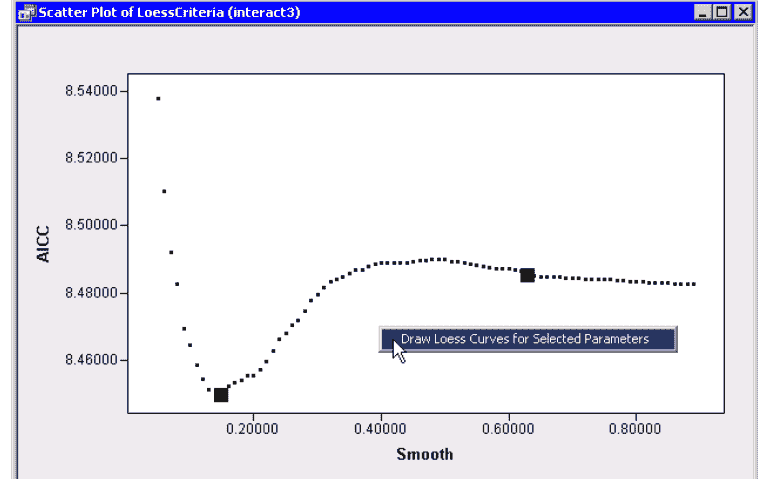 Scatter Plot of LoessCriteria (interact3)
8.54000
8.52000
8.50000
8.48000
8.46000
AICC
Draw Loess Curves for Selected Parameters
0.20000 0.40000 0.60000 0.80000
Smooth